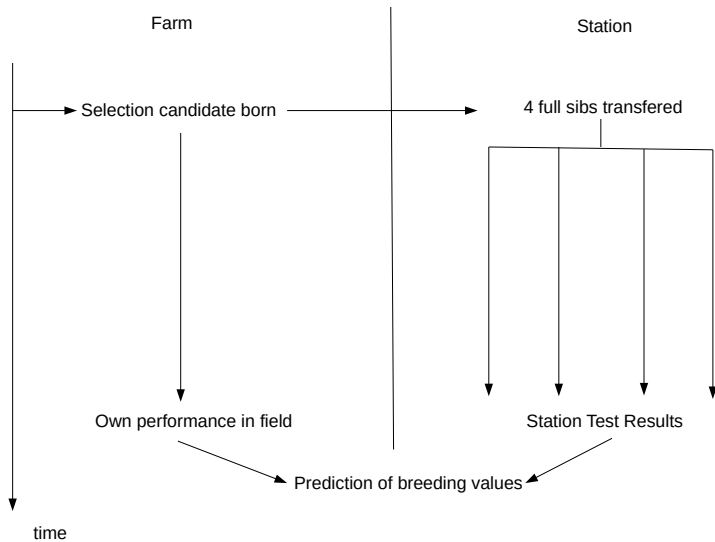 Farm
Station
Selection candidate born
4 full sibs transfered
Own performance in field
Station Test Results
Prediction of breeding values
time